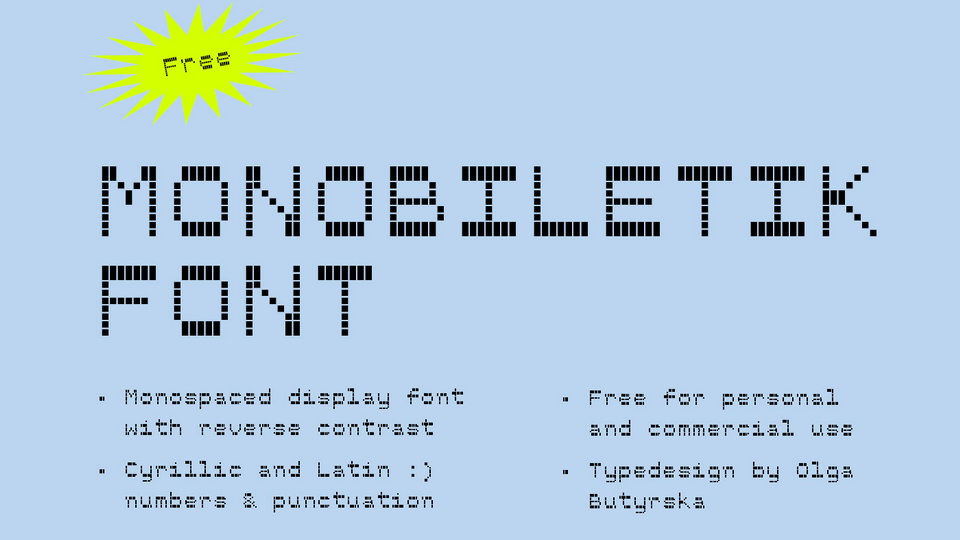 Free
MONOBILETIK
FONT
· Monospaced display font
with reverse contrast
· Cyrillic and Latin :)
numbers & punctuation
· Free for personal
and commercial use
· Typedesign by Olga
Butyrska